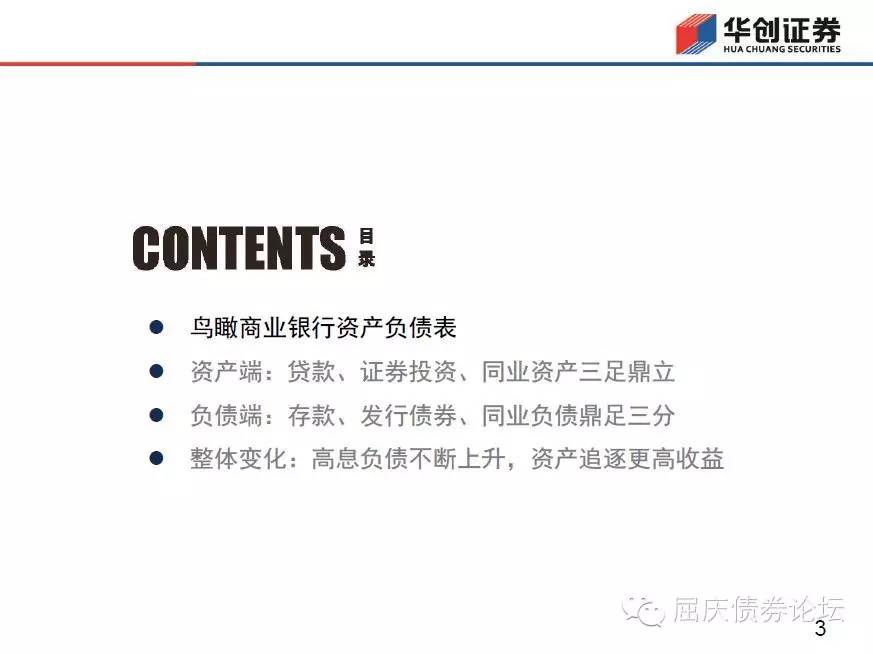 华创证券
HUA CHUANG SECURITIES
CONTENTS 目录
鸟瞰商业银行资产负债表
资产端：贷款、证券投资、同业资产三足鼎立
负债端：存款、发行债券、同业负债鼎足三分
整体变化：高息负债不断上升，资产追逐更高收益
屈庆债券论坛
3